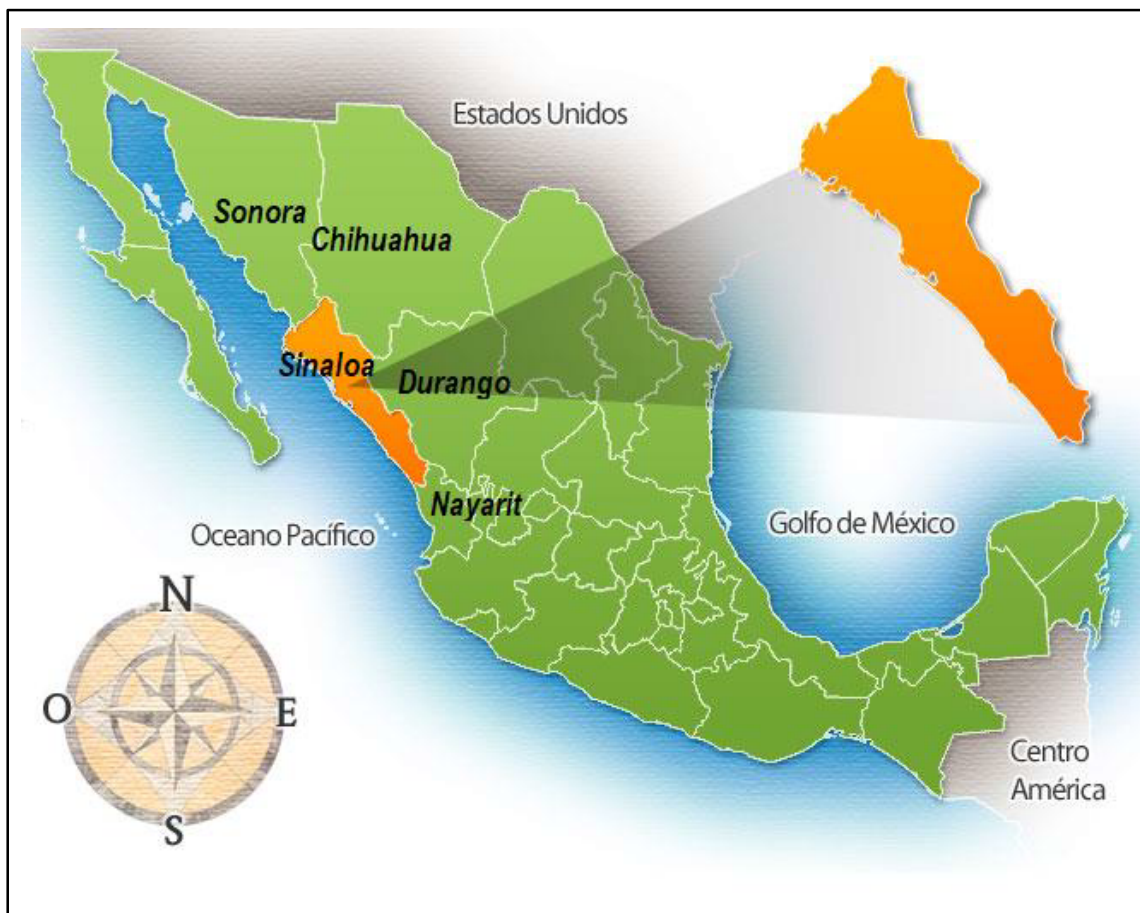 Estados Unidos
Sonora
Chihuahua
Sinaloa
Durango
Nayarit
Oceano Pacífico
Golfo de México
N
O
E
S
Centro
América